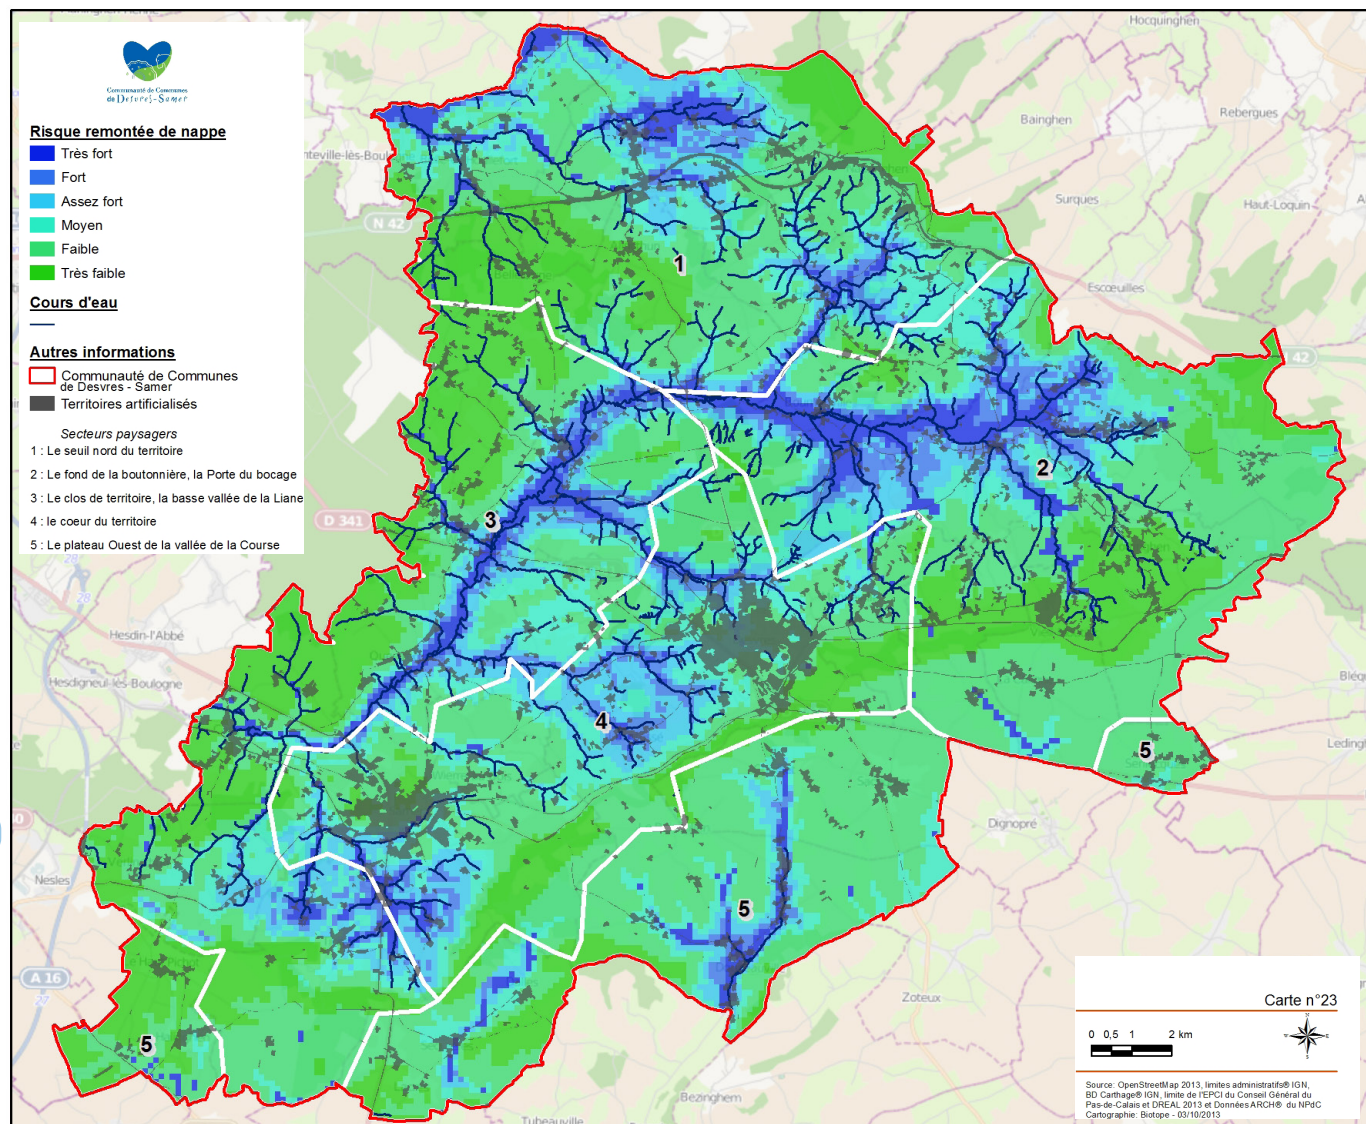 Communauté de Communes
de Desvres - Samer
Risque remontée de nappe
Très fort
Fort
Assez fort
Moyen
Faible
Très faible
Cours d'eau
Autres informations
Communauté de Communes
de Desvres - Samer
Territoires artificialisés
Secteurs paysagers
1 : Le seuil nord du territoire
2 : Le fond de la boutonnière, la Porte du bocage
3 : Le clos de territoire, la basse vallée de la Liane
4 : le coeur du territoire
5 : Le plateau Ouest de la vallée de la Course
Hocquinghen
Rebergues
Bainghen
Surques
Haut-Loquin
Escœuilles
N 42
42
D 341
28
28
Hesdin-l'Abbé
Hesdigneul-lès-Boulogne
Nesles
A 16
27
Dignopré
Zoteux
Bezinghem
Tubeauville
1
2
3
4
5
5
5
Carte n°23
0 0,5 1 2 km
Source: OpenStreetMap 2013, limites administratifs® IGN,
BD Carthage® IGN, limite de l'EPCI du Conseil Général du
Pas-de-Calais et DREAL 2013 et Données ARCH® du NPdC
Cartographie: Biotope - 03/10/2013